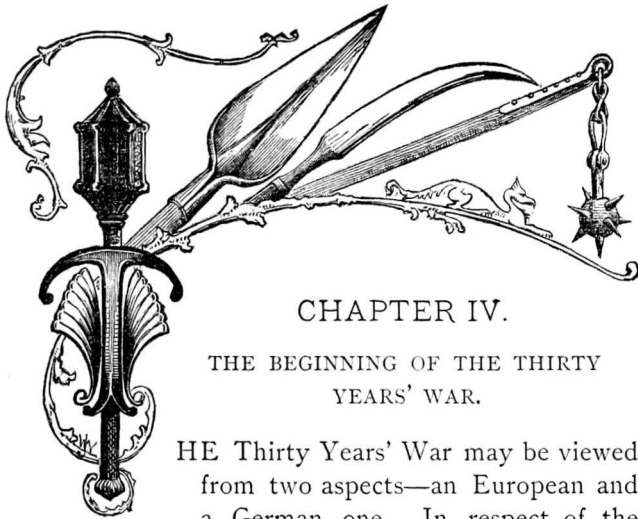 CHAPTER IV.
THE BEGINNING OF THE THIRTY
YEARS' WAR.
THE Thirty Years' War may be viewed
from two aspects—an European and
a German one. In respect of the